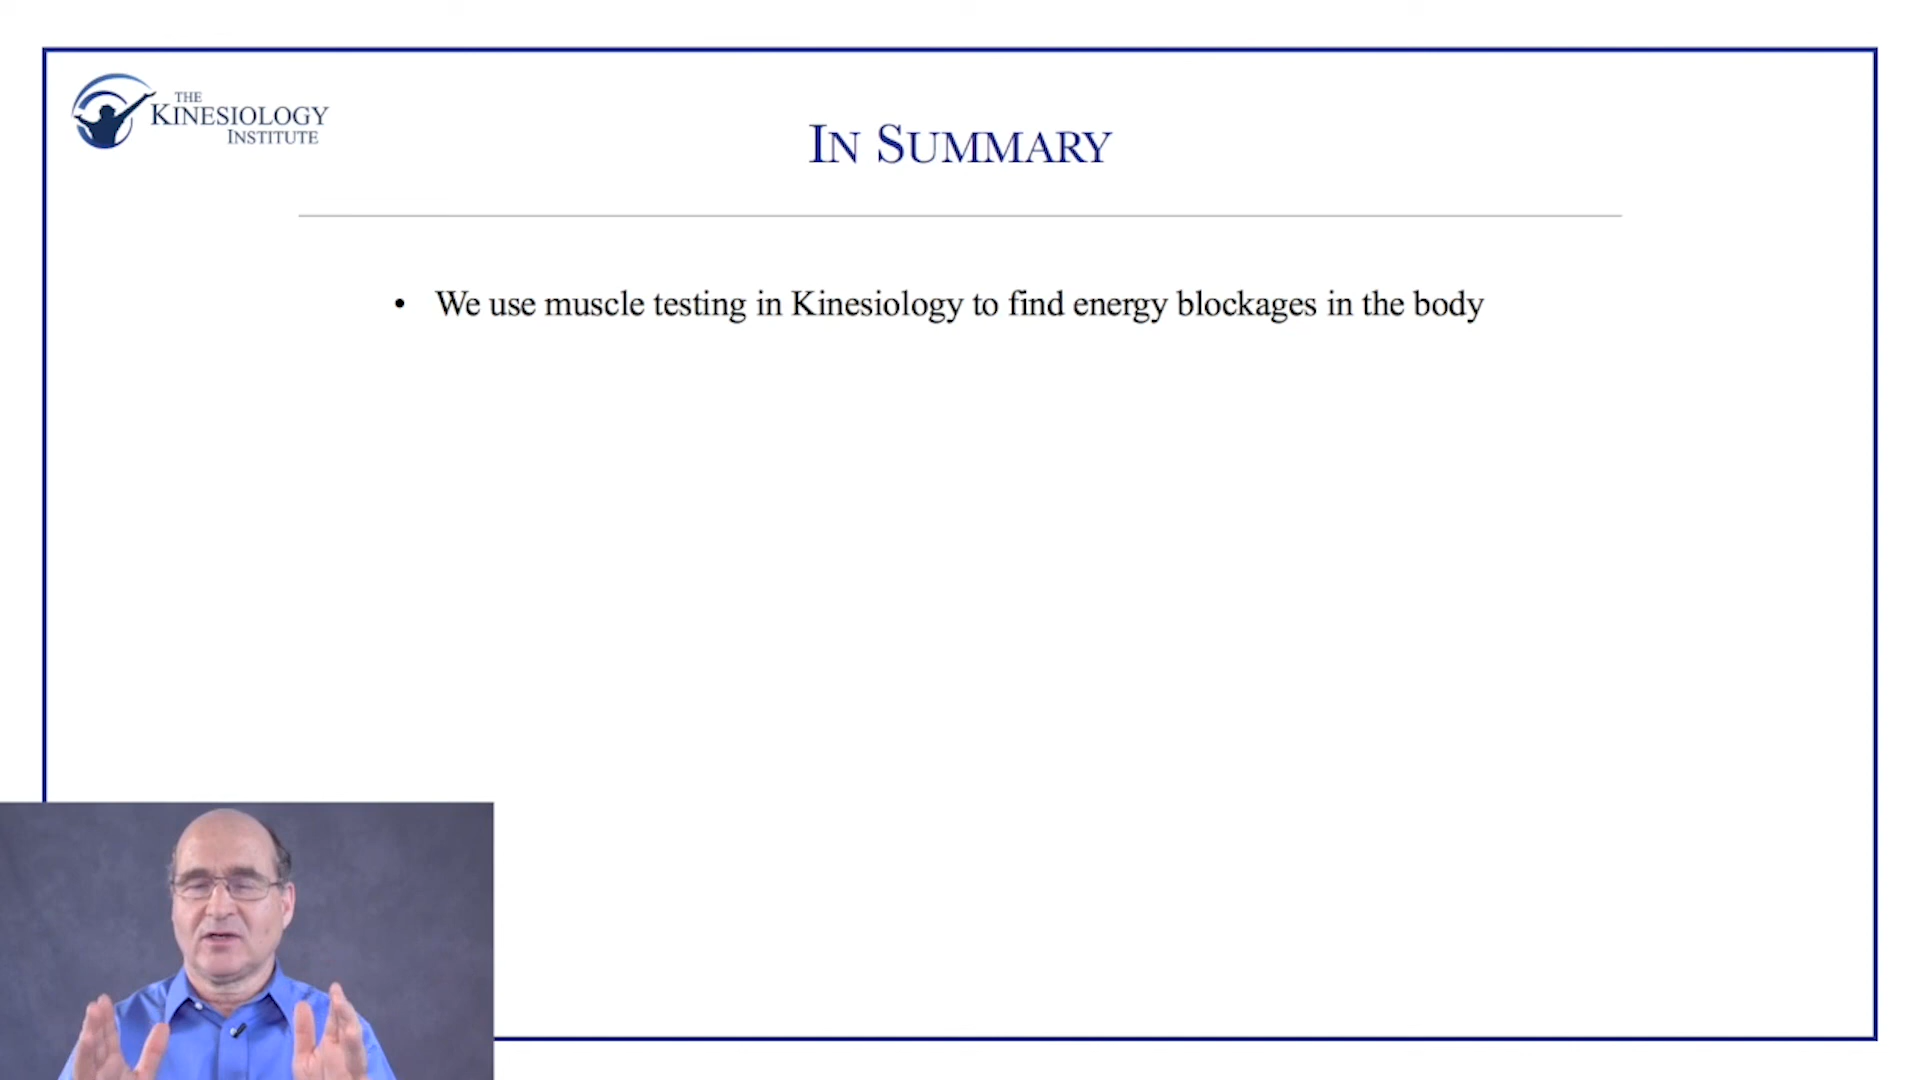 THE
KINESIOLOGY
INSTITUTE
IN SUMMARY
• We use muscle testing in Kinesiology to find energy blockages in the body